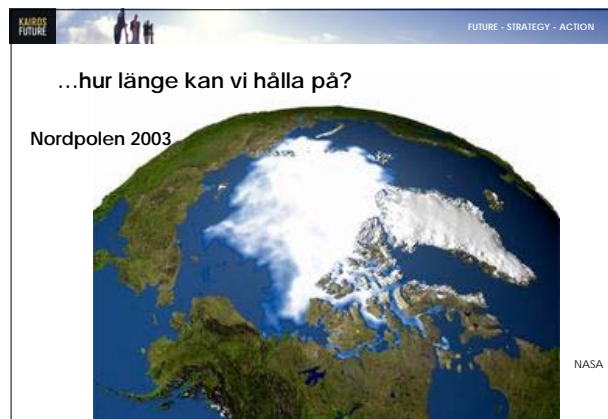 KAIROS
FUTURE
FUTURE - STRATEGY - ACTION
…hur länge kan vi hålla på?
Nordpolen 2003
NASA